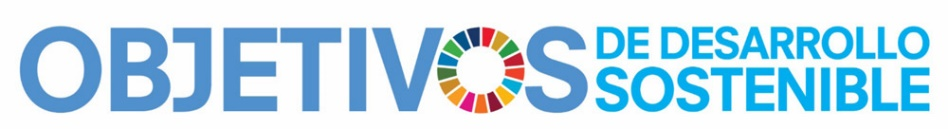 OBJETIVOS DE DESARROLLO
SOSTENIBLE